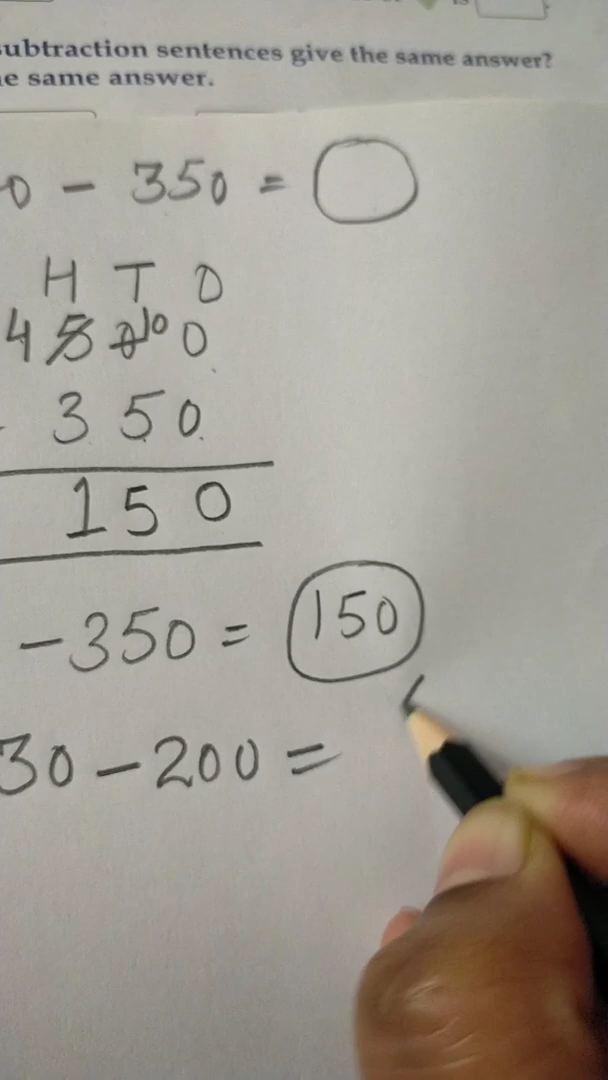 subtraction sentences give the same answer?
same answer.
0 - 350 =
H T O
4 5 0 10 0
3 5 0
1 5 0
-350 = 150
30-200=